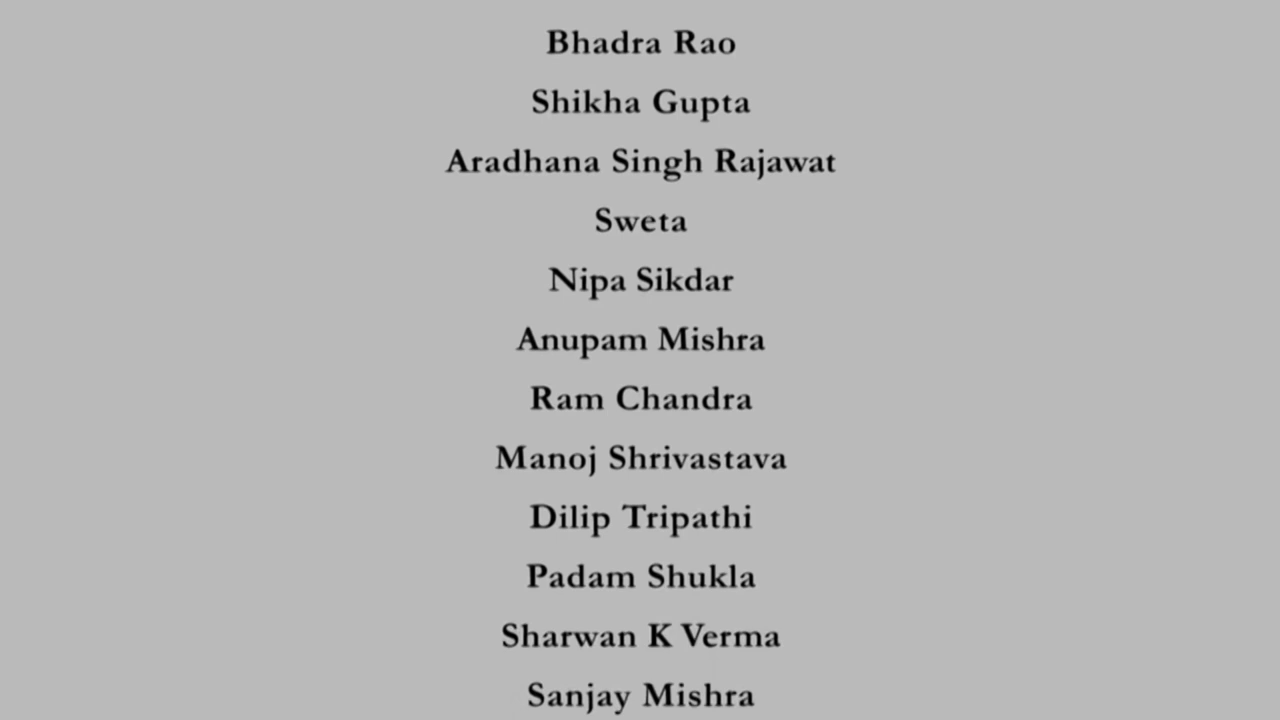 Bhadra Rao
Shikha Gupta
Aradhana Singh Rajawat
Sweta
Nipa Sikdar
Anupam Mishra
Ram Chandra
Manoj Shrivastava
Dilip Tripathi
Padam Shukla
Sharwan K Verma
Sanjay Mishra